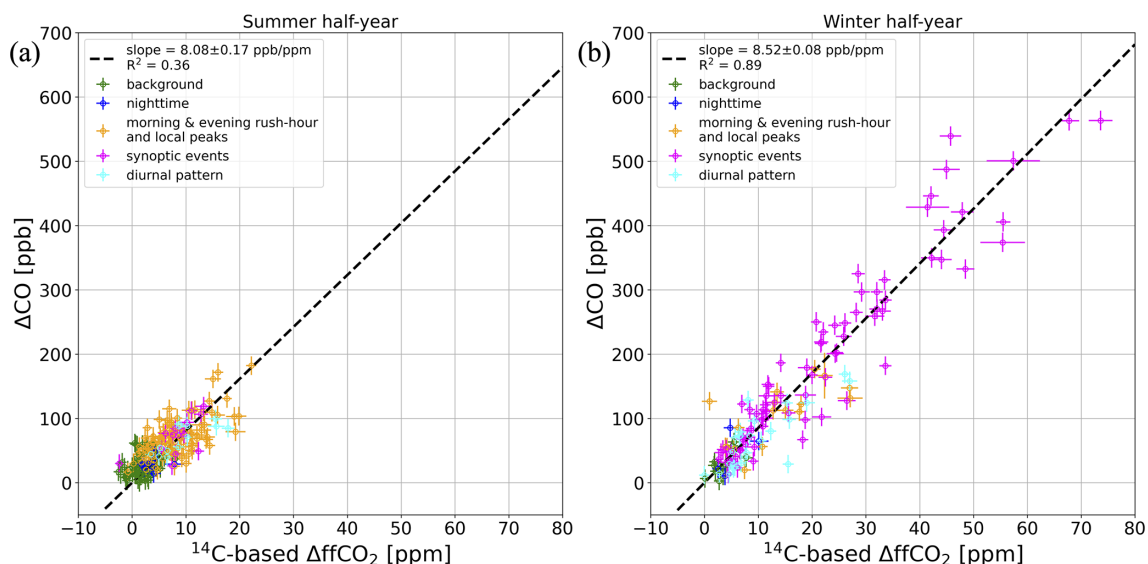 Summer half-year
(a)
slope = 8.08±0.17 ppb/ppm
R² = 0.36
background
nighttime
morning & evening rush-hour
and local peaks
synoptic events
diurnal pattern
700
600
500
400
300
200
100
0
ΔCO [ppb]
−10 0 10 20 30 40 50 60 70 80
¹⁴C-based ΔffCO₂ [ppm]
Winter half-year
(b)
slope = 8.52±0.08 ppb/ppm
R² = 0.89
background
nighttime
morning & evening rush-hour
and local peaks
synoptic events
diurnal pattern
700
600
500
400
300
200
100
0
ΔCO [ppb]
−10 0 10 20 30 40 50 60 70 80
¹⁴C-based ΔffCO₂ [ppm]